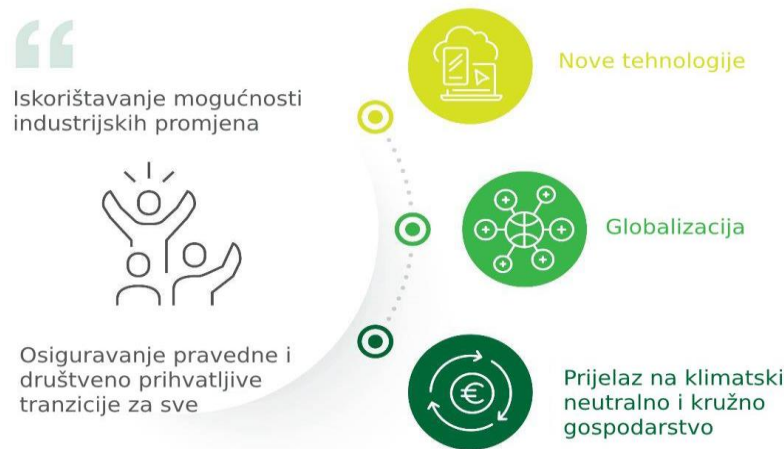 Iskorištavanje mogućnosti
industrijskih promjena
Osiguravanje pravedne i
društveno prihvatljive
tranzicije za sve
Nove tehnologije
Globalizacija
€
Prijelaz na klimatski
neutralno i kružno
gospodarstvo